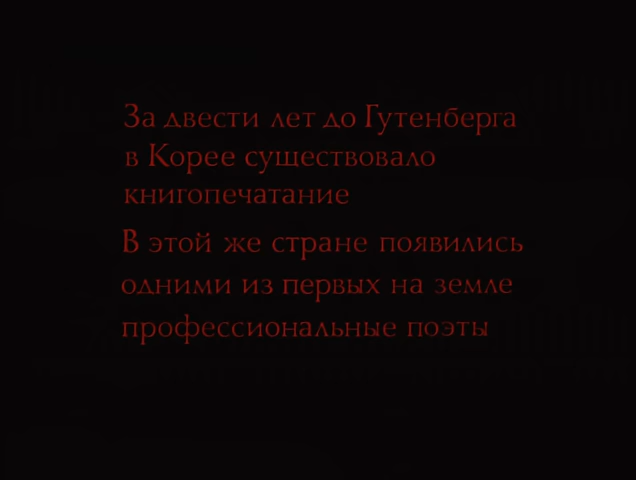 За двести лет до Гутенберга
в Корее существовало
книгопечатание
В этой же стране появились
одними из первых на земле
профессиональные поэты